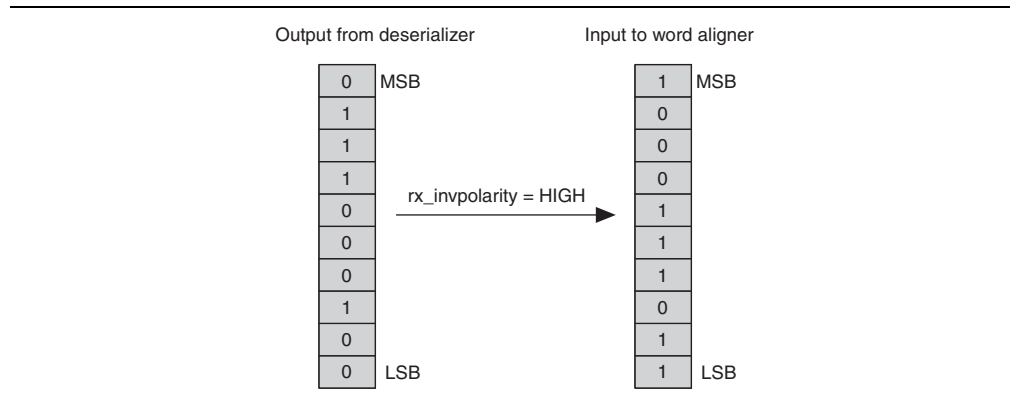 Output from deserializer Input to word aligner
0 MSB 1 MSB
1 0
1 0
1 0
0 rx_invpolarity = HIGH 1
0 1
0 1
1 0
0 1
0 LSB 1 LSB